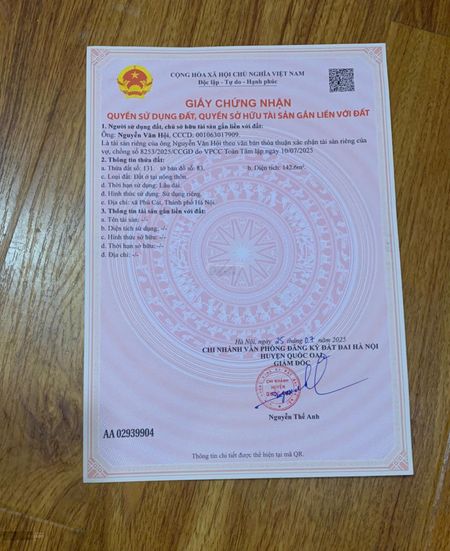 CỘNG HÒA XÃ HỘI CHỦ NGHĨA VIỆT NAM
Độc lập - Tự do - Hạnh phúc
GIẤY CHỨNG NHẬN
QUYỀN SỬ DỤNG ĐẤT, QUYỀN SỞ HỮU TÀI SẢN GẮN LIỀN VỚI ĐẤT
1. Người sử dụng đất, chủ sở hữu tài sản gắn liền với đất:
Ông: Nguyễn Văn Hội, CCCD: 001063017909.
Là tài sản riêng của ông Nguyễn Văn Hội theo văn bản thỏa thuận xác nhận tài sản riêng của
vợ, chồng số 8253/2025/CCGD do VPCC Toàn Tâm lập ngày 10/07/2025
2. Thông tin thửa đất:
a. Thửa đất số: 131. tờ bản đồ số: 83. b. Diện tích: 142.6m².
c. Loại đất: Đất ở tại nông thôn.
d. Thời hạn sử dụng: Lâu dài.
đ. Hình thức sử dụng: Sử dụng riêng.
e. Địa chỉ: xã Phú Cát, Thành phố Hà Nội.
3. Thông tin tài sản gắn liền với đất:
a. Tên tài sản: -/-
b. Diện tích sử dụng: -/-
c. Hình thức sở hữu: -/-
d. Thời hạn sở hữu: -/-
đ. Địa chỉ: -/-
Hà Nội, ngày 25 tháng 07 năm 2025
CHI NHÁNH VĂN PHÒNG ĐĂNG KÝ ĐẤT ĐAI HÀ NỘI
HUYỆN QUỐC OAI
GIÁM ĐỐC
CHI NHÁNH
HUYỆN
Nguyễn Thế Anh
AA 02939904
Thông tin chi tiết được thể hiện tại mã QR.